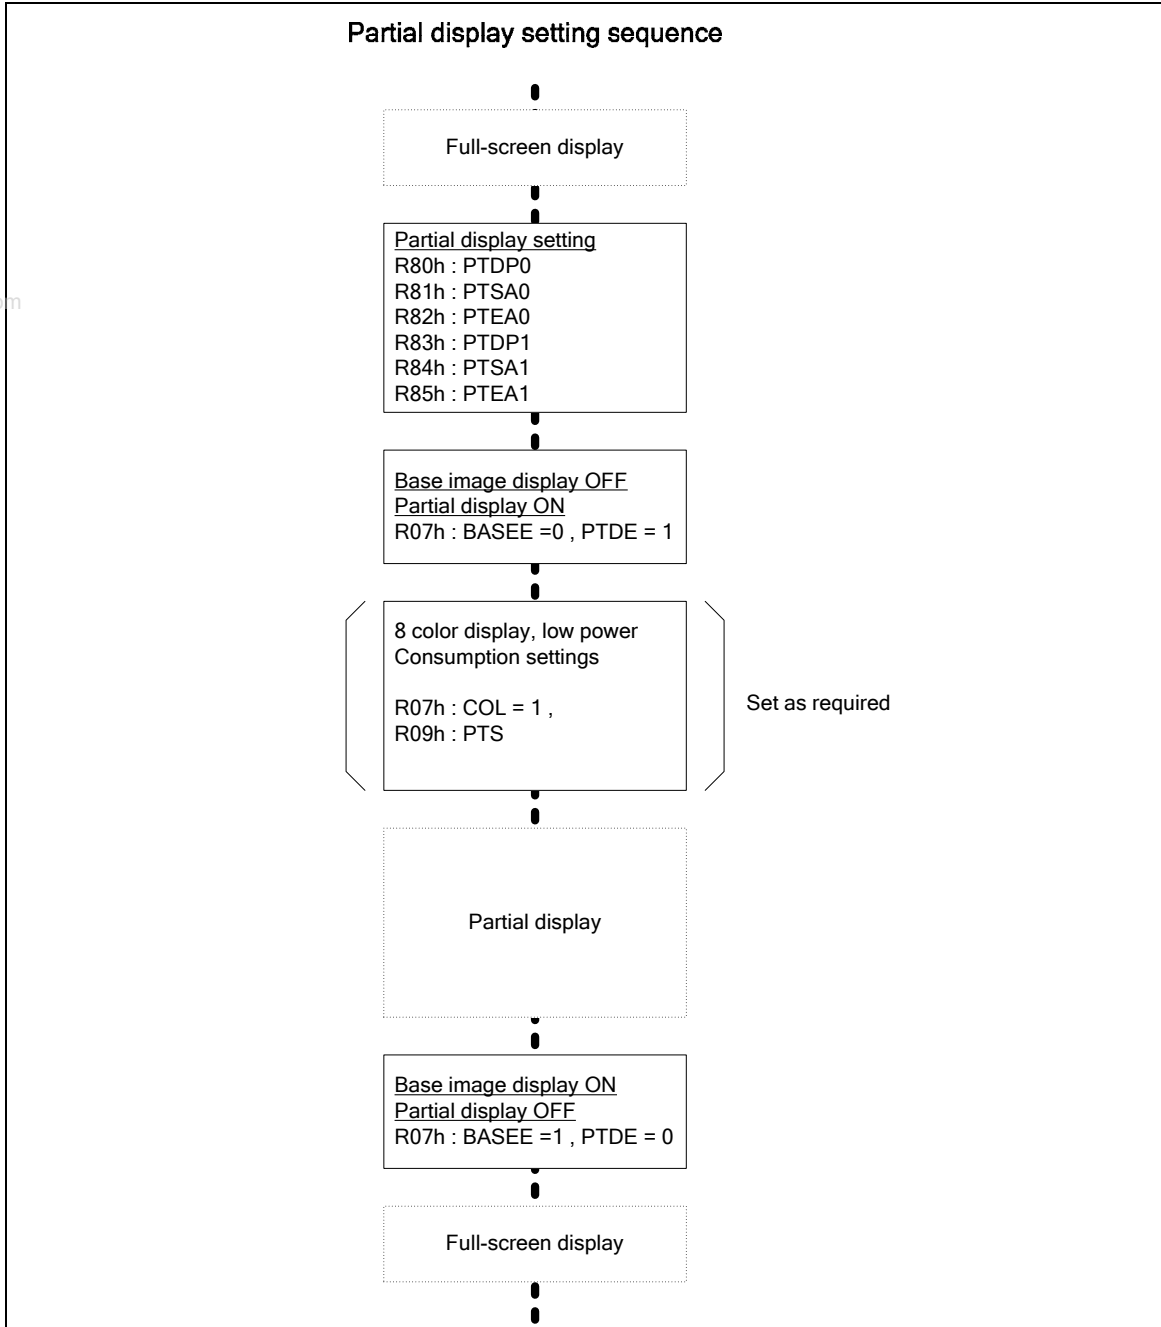 Partial display setting sequence
Full-screen display
Partial display setting
R80h : PTDP0
R81h : PTSA0
om
R82h : PTEA0
R83h : PTDP1
R84h : PTSA1
R85h : PTEA1
Base image display OFF
Partial display ON
R07h : BASEE =0 , PTDE = 1
8 color display, low power
Consumption settings
R07h : COL = 1 ,
R09h : PTS
Set as required
Partial display
Base image display ON
Partial display OFF
R07h : BASEE =1 , PTDE = 0
Full-screen display